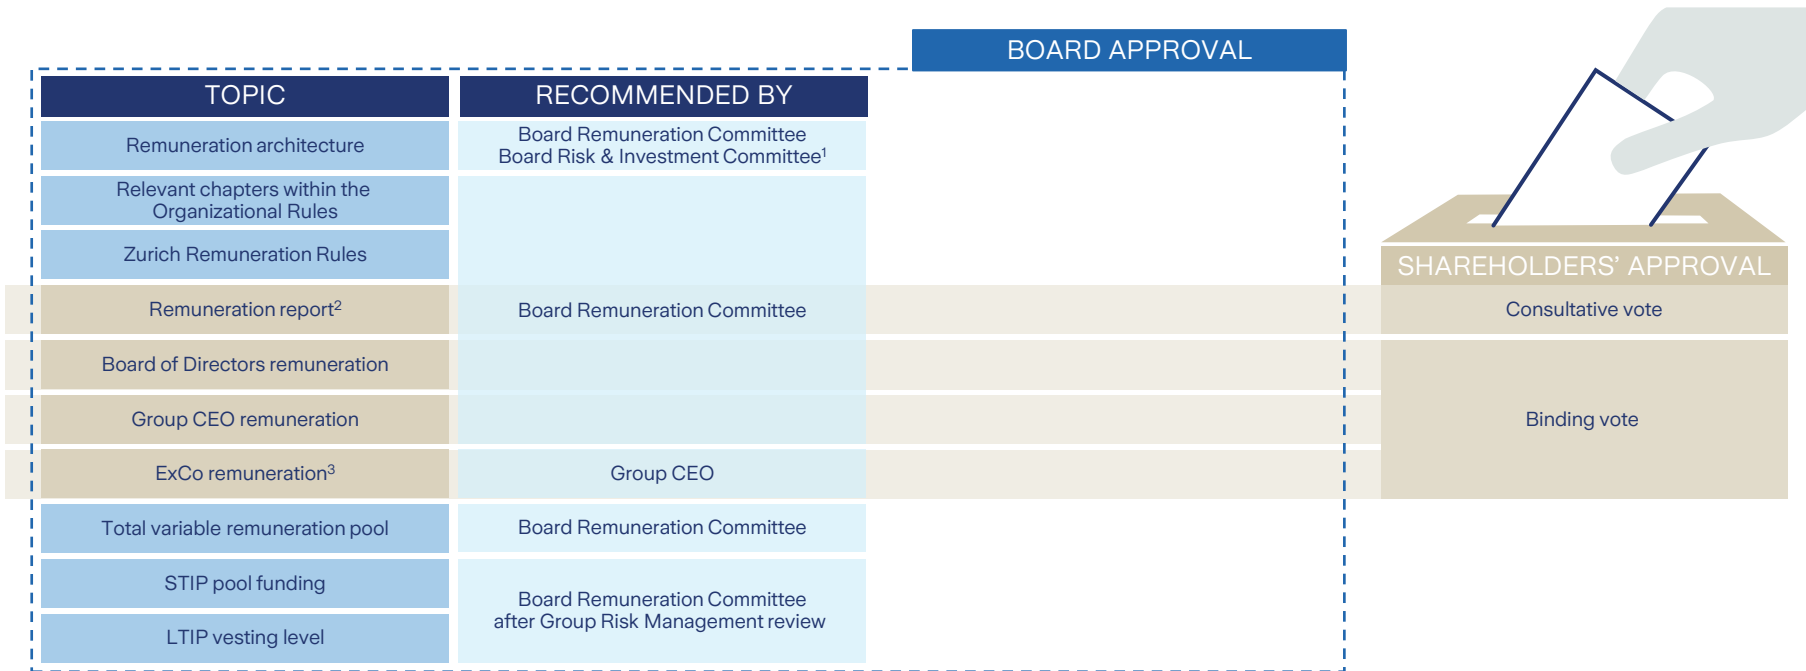 BOARD APPROVAL
TOPIC
RECOMMENDED BY
Remuneration architecture
Board Remuneration Committee
Board Risk & Investment Committee¹
Relevant chapters within the
Organizational Rules
Zurich Remuneration Rules
SHAREHOLDERS’ APPROVAL
Remuneration report²
Board Remuneration Committee
Consultative vote
Board of Directors remuneration
Group CEO remuneration
Binding vote
ExCo remuneration³
Group CEO
Total variable remuneration pool
Board Remuneration Committee
STIP pool funding
Board Remuneration Committee
after Group Risk Management review
LTIP vesting level